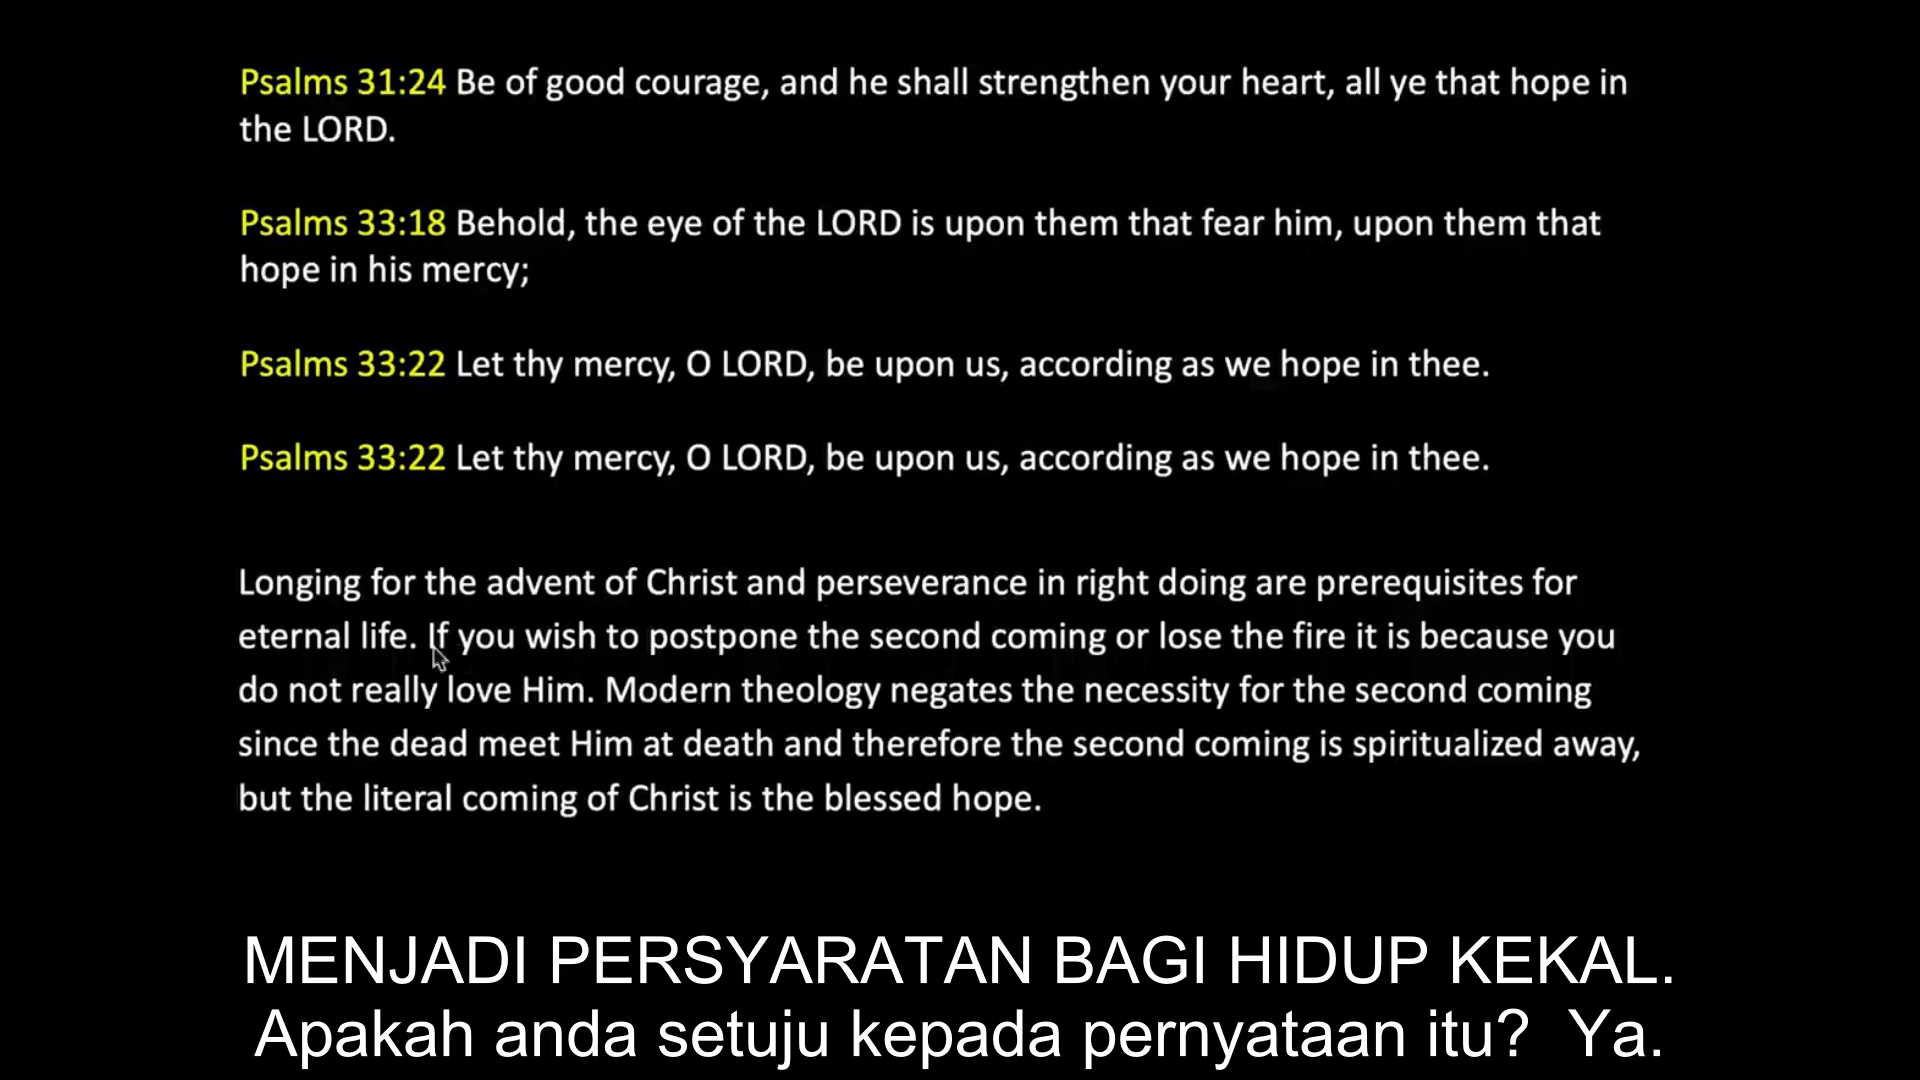 Psalms 31:24 Be of good courage, and he shall strengthen your heart, all ye that hope in
the LORD.
Psalms 33:18 Behold, the eye of the LORD is upon them that fear him, upon them that
hope in his mercy;
Psalms 33:22 Let thy mercy, O LORD, be upon us, according as we hope in thee.
Psalms 33:22 Let thy mercy, O LORD, be upon us, according as we hope in thee.
Longing for the advent of Christ and perseverance in right doing are prerequisites for
eternal life. If you wish to postpone the second coming or lose the fire it is because you
do not really love Him. Modern theology negates the necessity for the second coming
since the dead meet Him at death and therefore the second coming is spiritualized away,
but the literal coming of Christ is the blessed hope.
MENJADI PERSYARATAN BAGI HIDUP KEKAL.
Apakah anda setuju kepada pernyataan itu?  Ya.